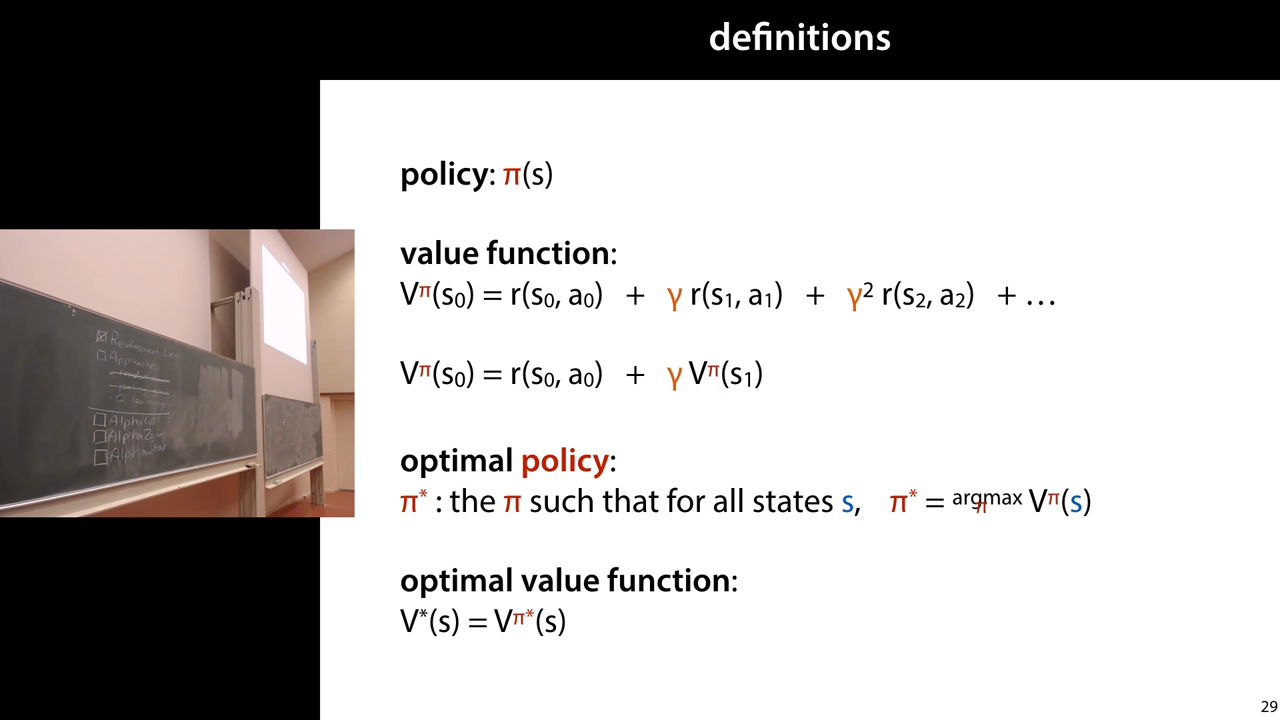 definitions
policy: π(s)
value function:
Vπ(s₀) = r(s₀, a₀) + γ r(s₁, a₁) + γ² r(s₂, a₂) + …
Vπ(s₀) = r(s₀, a₀) + γ Vπ(s₁)
optimal policy:
π* : the π such that for all states s, π* = argmax π Vπ(s)
optimal value function:
V*(s) = Vπ*(s)
29
Approaches
AlphaGo
AlphaZero
AlphaStar